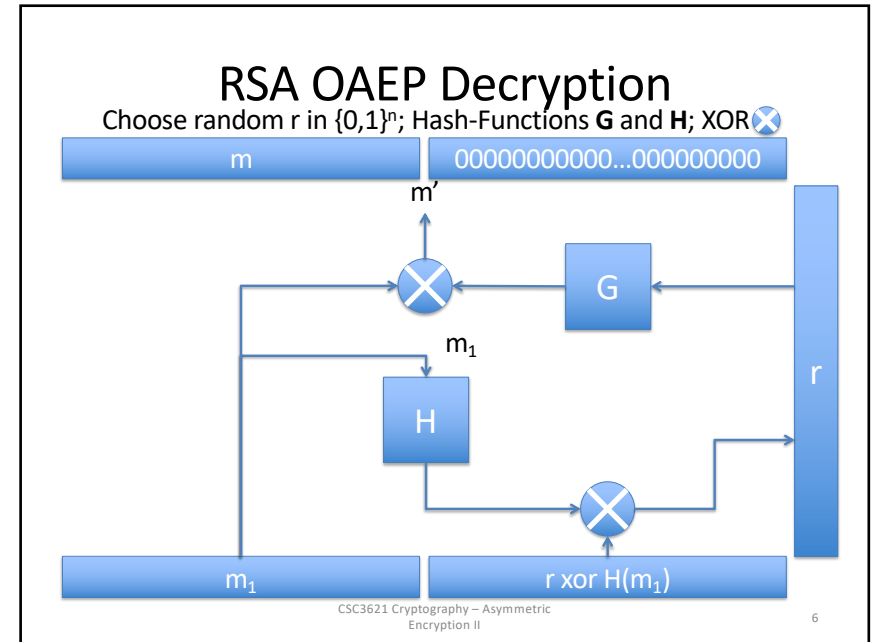 RSA OAEP Decryption
Choose random r in {0,1}ⁿ; Hash-Functions G and H; XOR
m
00000000000...000000000
m’
G
m₁
r
H
m₁
r xor H(m₁)
CSC3621 Cryptography – Asymmetric
Encryption II
6